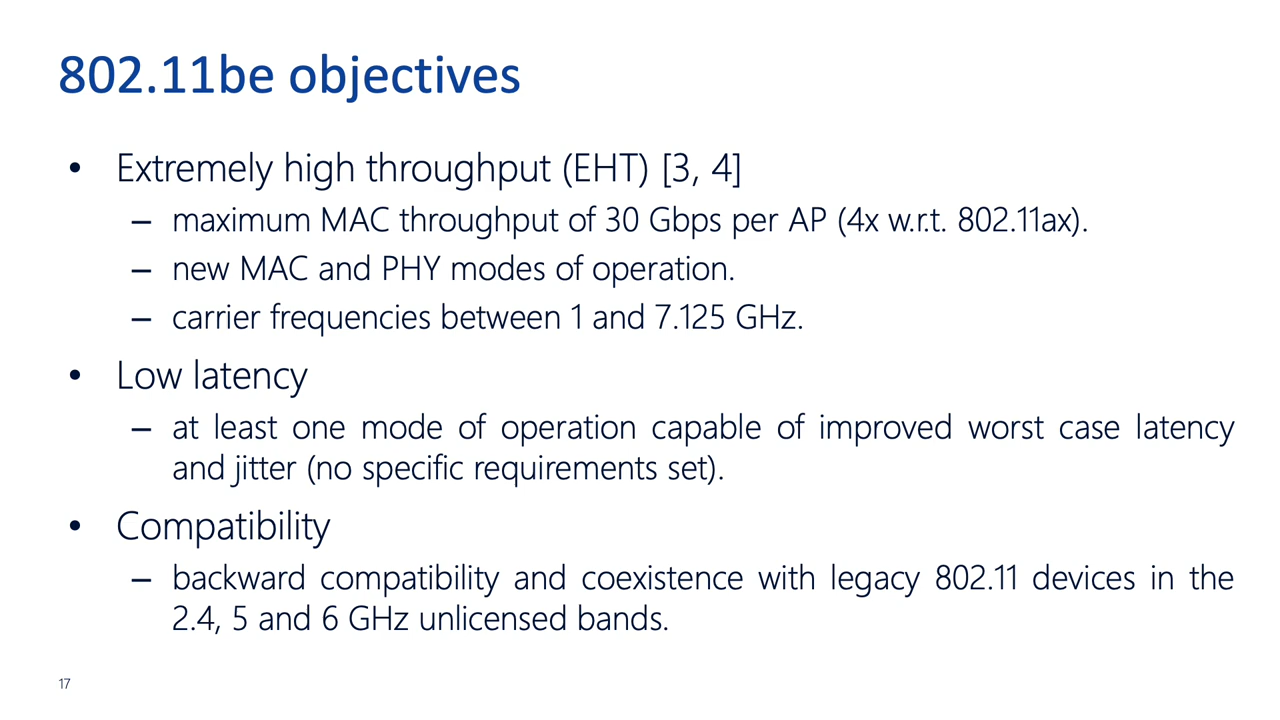 802.11be objectives
• Extremely high throughput (EHT) [3, 4]
– maximum MAC throughput of 30 Gbps per AP (4x w.r.t. 802.11ax).
– new MAC and PHY modes of operation.
– carrier frequencies between 1 and 7.125 GHz.
• Low latency
– at least one mode of operation capable of improved worst case latency
and jitter (no specific requirements set).
• Compatibility
– backward compatibility and coexistence with legacy 802.11 devices in the
2.4, 5 and 6 GHz unlicensed bands.
17